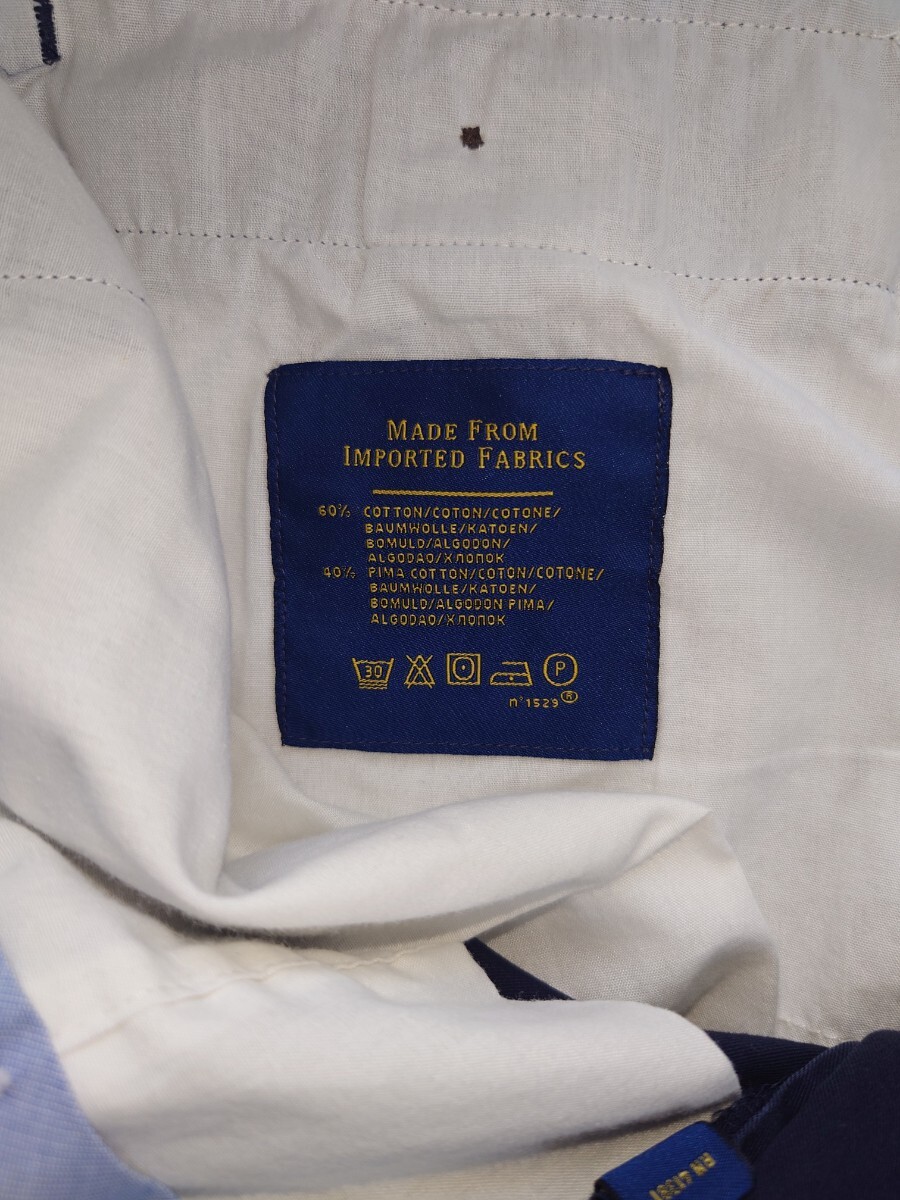 MADE FROM
IMPORTED FABRICS
60% COTTON/COTON/COTONE/
BAUMWOLLE/KATOEN/
BOMULD/ALGODON/
ALGODAO/ХЛОПОК
40% PIMA COTTON/COTON/COTONE/
BAUMWOLLE/KATOEN/
BOMULD/ALGODON PIMA/
ALGODAO/ХЛОПОК
30 P
n°1529®
RN